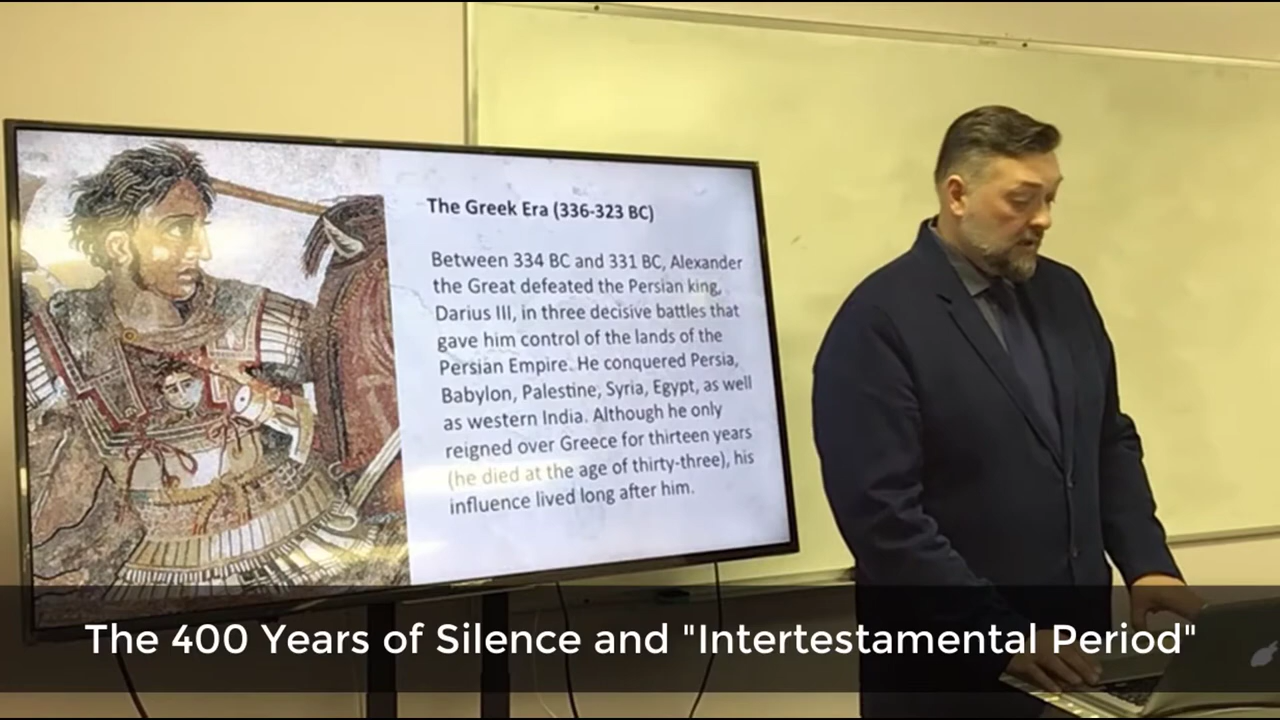 The Greek Era (336-323 BC)
Between 334 BC and 331 BC, Alexander
the Great defeated the Persian king,
Darius III, in three decisive battles that
gave him control of the lands of the
Persian Empire. He conquered Persia,
Babylon, Palestine, Syria, Egypt, as well
as western India. Although he only
reigned over Greece for thirteen years
(he died at the age of thirty-three), his
influence lived long after him.
The 400 Years of Silence and "Intertestamental Period"